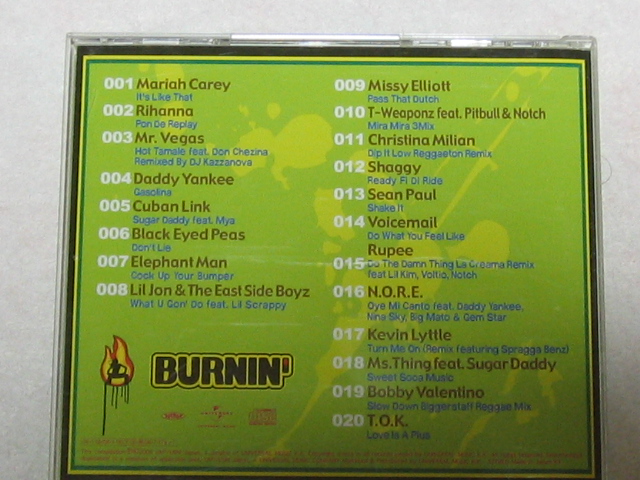 001 Mariah Carey
It's Like That
002 Rihanna
Pon De Replay
003 Mr. Vegas
Hot Tamale feat. Don Chezina
Remixed By DJ Kazzanova
004 Daddy Yankee
Gasolina
005 Cuban Link
Sugar Daddy feat. Mya
006 Black Eyed Peas
Don't Lie
007 Elephant Man
Cook Up Your Bumper
008 Lil Jon & The East Side Boyz
What U Gon' Do feat. Lil Scrappy
009 Missy Elliott
Pass That Dutch
010 T-Weaponz feat. Pitbull & Notch
Mira Mira 3Mix
011 Christina Milian
Dip It Low Reggaeton Remix
012 Shaggy
Ready Fi Di Ride
013 Sean Paul
Shake It
014 Voicemail
Do What You Feel Like
Rupee
015 Do The Damn Thing La Creama Remix
feat Lil Kim, Voltio, Notch
016 N.O.R.E.
Oye Mi Canto feat. Daddy Yankee,
Nina Sky, Big Mato & Gem Star
017 Kevin Lyttle
Turn Me On (Remix featuring Spragga Benz)
018 Ms.Thing feat. Sugar Daddy
Sweet Soca Music
019 Bobby Valentino
Slow Down Biggerstaff Reggae Mix
020 T.O.K.
Love Is A Plus
BURNIN'
UNIVERSAL